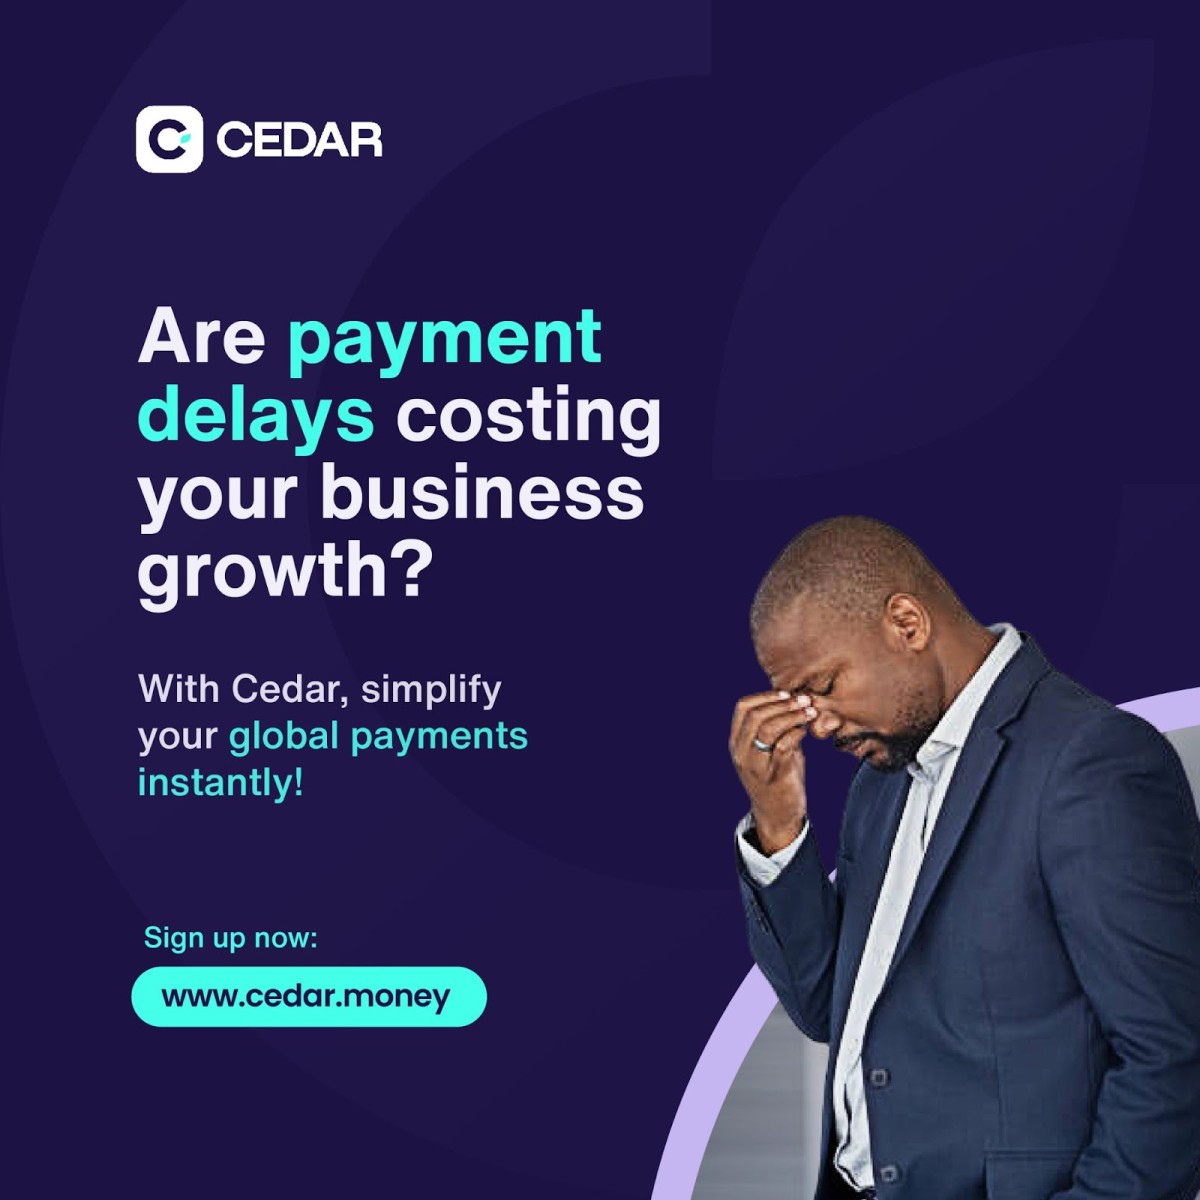 CEDAR
Are payment
delays costing
your business
growth?
With Cedar, simplify
your global payments
instantly!
Sign up now:
www.cedar.money